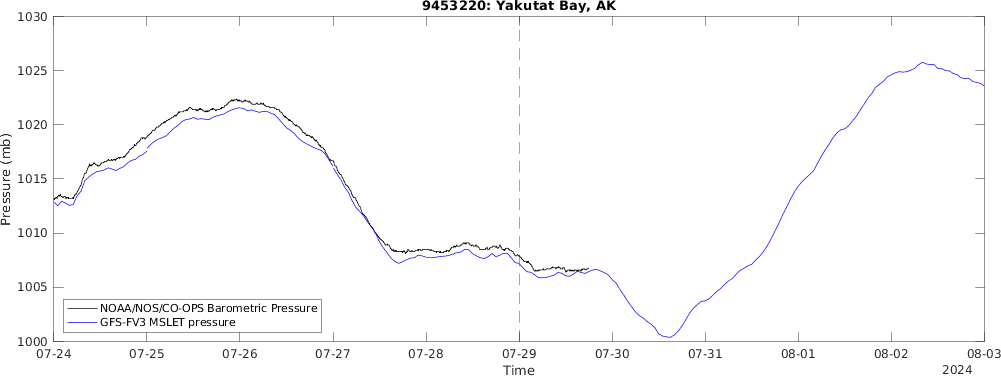 9453220: Yakutat Bay, AK
1030
1025
1020
1015
1010
1005
1000
Pressure (mb)
NOAA/NOS/CO-OPS Barometric Pressure
GFS-FV3 MSLET pressure
07-24 07-25 07-26 07-27 07-28 07-29 07-30 07-31 08-01 08-02 08-03
Time
2024